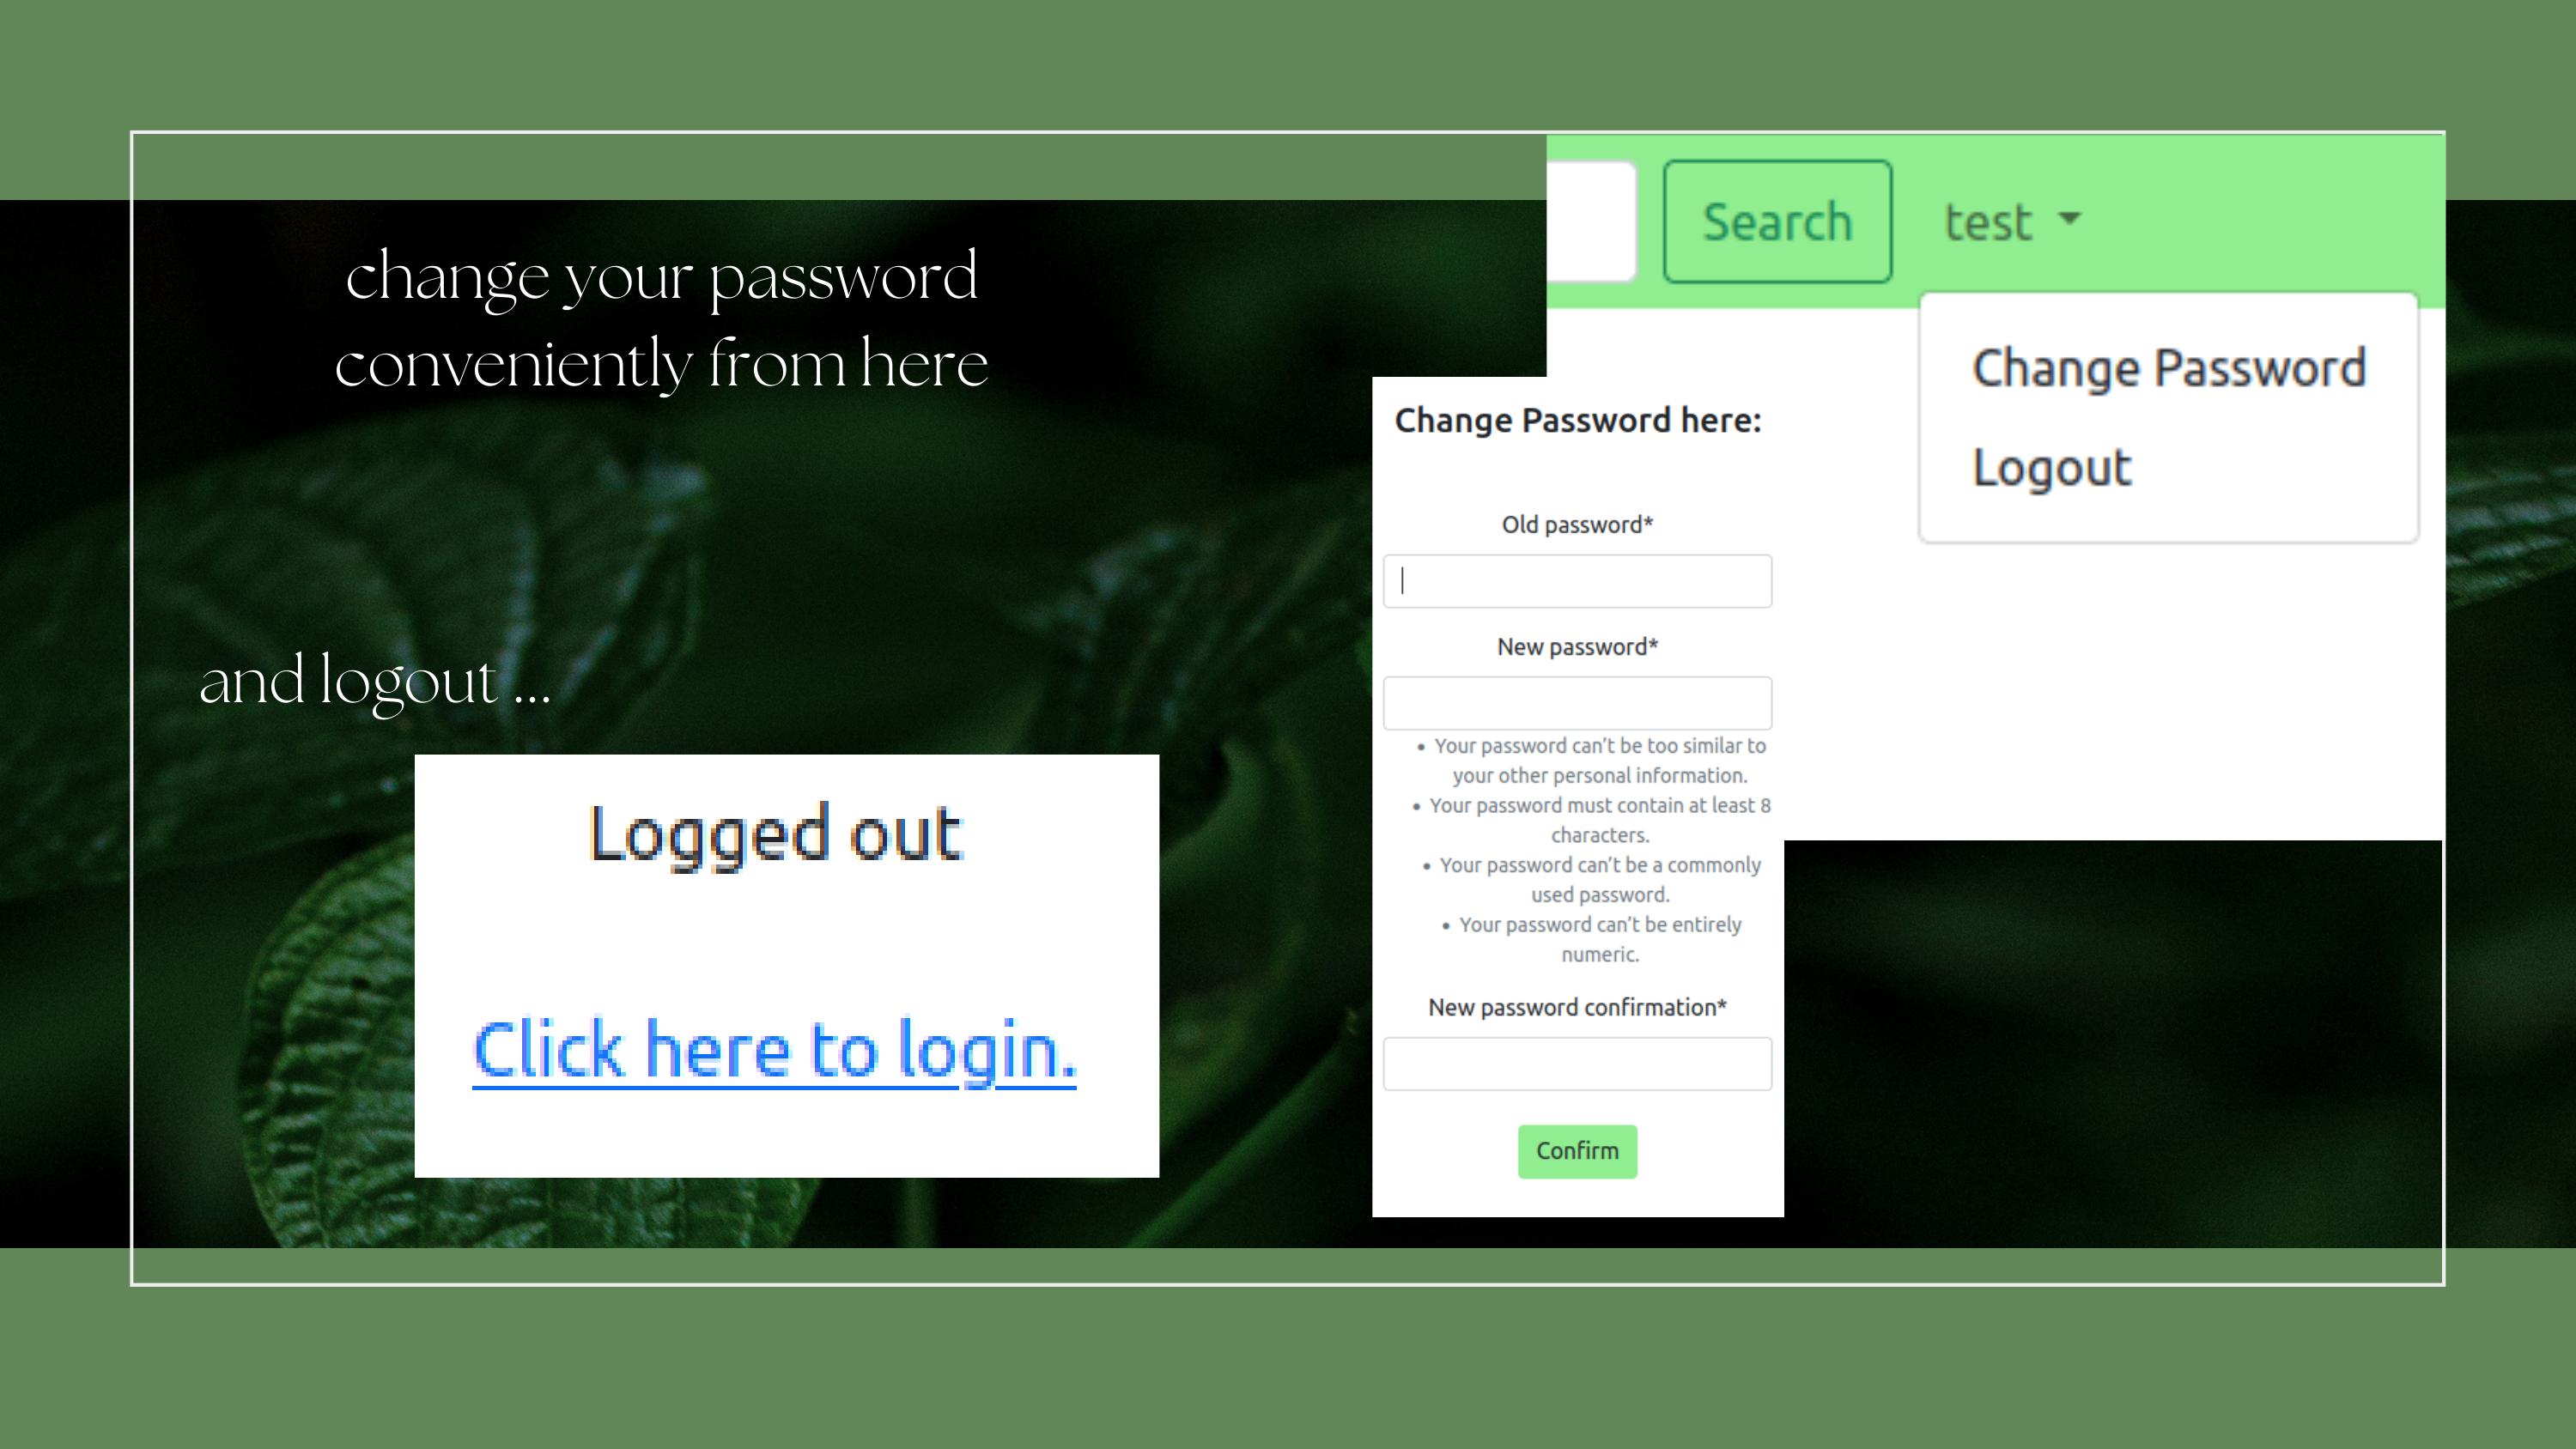 change your password
conveniently from here
and logout ...
Logged out
Click here to login.
Search
test
Change Password
Logout
Change Password here:
Old password*
New password*
• Your password can’t be too similar to
your other personal information.
• Your password must contain at least 8
characters.
• Your password can’t be a commonly
used password.
• Your password can’t be entirely
numeric.
New password confirmation*
Confirm